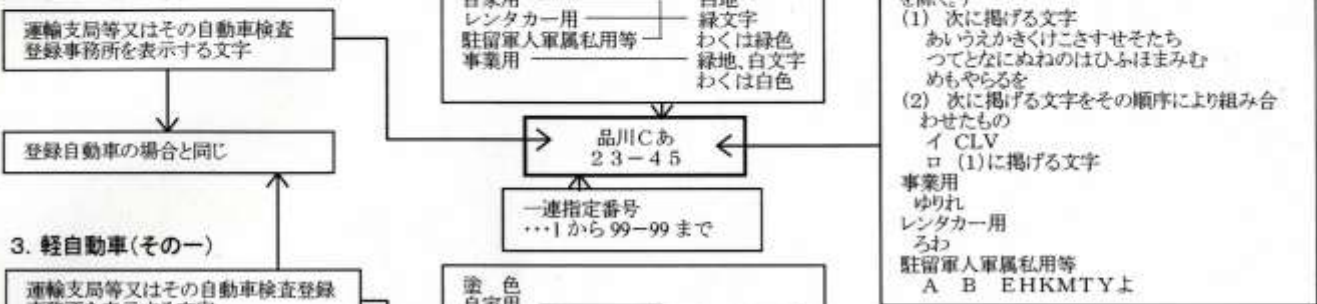 運輸支局等又はその自動車検査
登録事務所を表示する文字
登録自動車の場合と同じ
3. 軽自動車(その一)
運輸支局等又はその自動車検査登録
自家用
白地
レンタカー用
緑文字
駐留軍人軍属私用等
わくは緑色
事業用
緑地、白文字
わくは白色
品川Cあ
23-45
一連指定番号
…1から99-99まで
塗 色
自家用
を除く。)
(1) 次に掲げる文字
あいうえかきくけこさすせそたち
つてとなにぬねのはひふほまみむ
めもやらるを
(2) 次に掲げる文字をその順序により組み合
わせたもの
イ CLV
ロ (1)に掲げる文字
事業用
ゆりれ
レンタカー用
ろわ
駐留軍人軍属私用等
A B EHKMTYよ